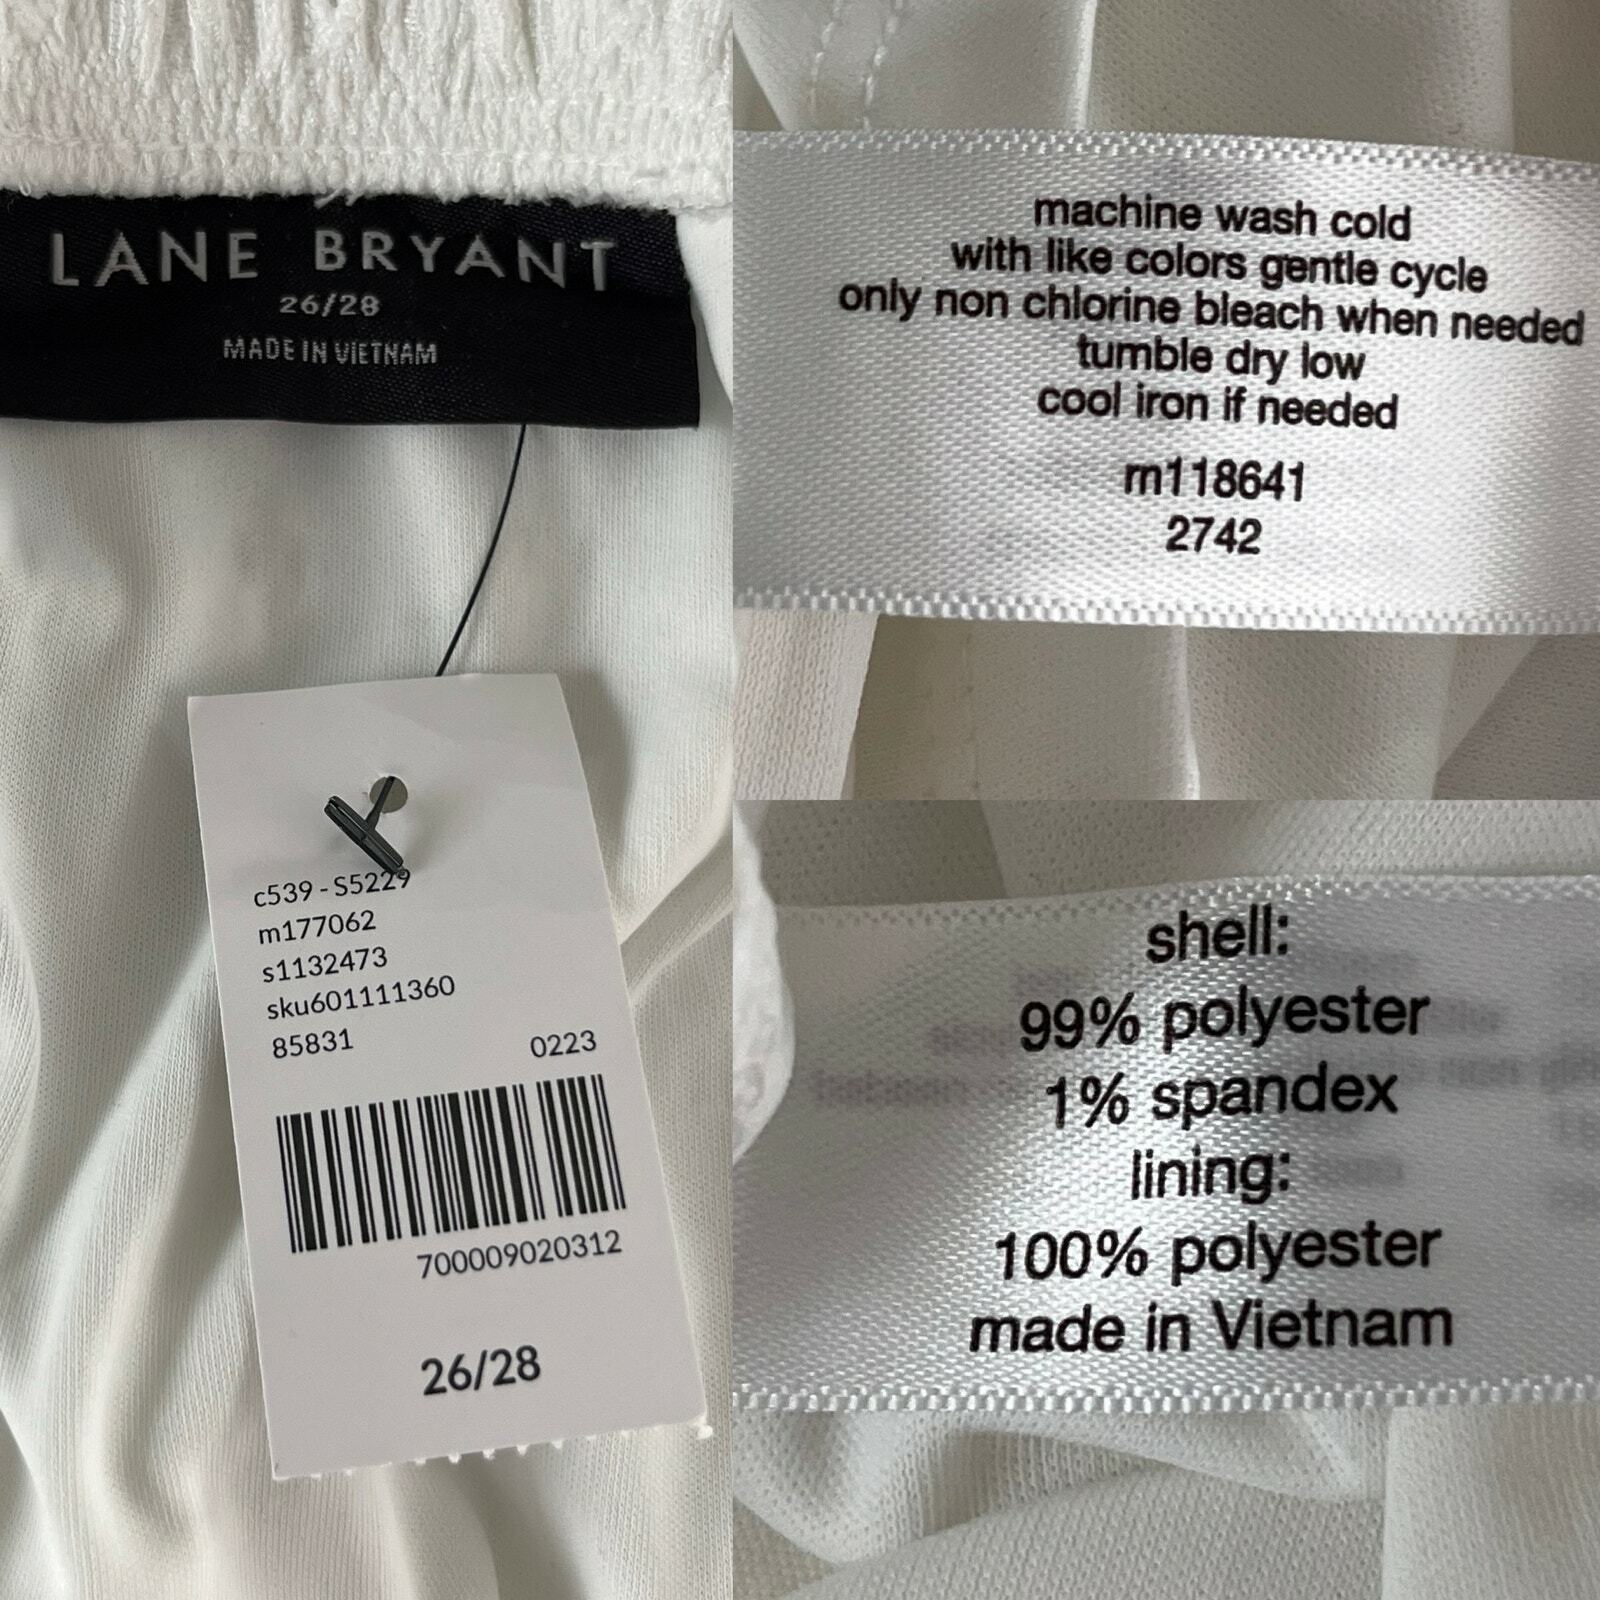 LANE BRYANT
26/28
MADE IN VIETNAM
c539 - S5229
m177062
s1132473
sku601111360
85831
0223
700009020312
26/28
machine wash cold
with like colors gentle cycle
only non chlorine bleach when needed
tumble dry low
cool iron if needed
rn118641
2742
shell:
99% polyester
1% spandex
lining:
100% polyester
made in Vietnam